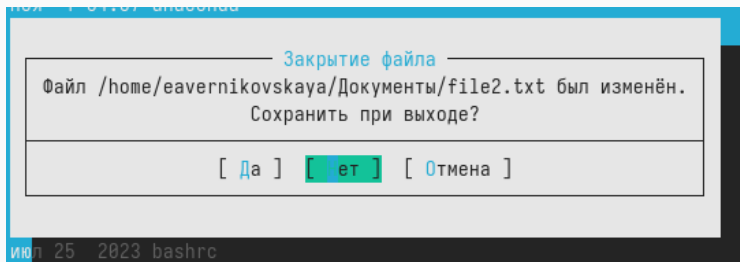 Закрытие файла
Файл /home/eavernikovskaya/Документы/file2.txt был изменён.
Сохранить при выходе?
[ Да ] [ Нет ] [ Отмена ]
июл 25 2023 bashrc